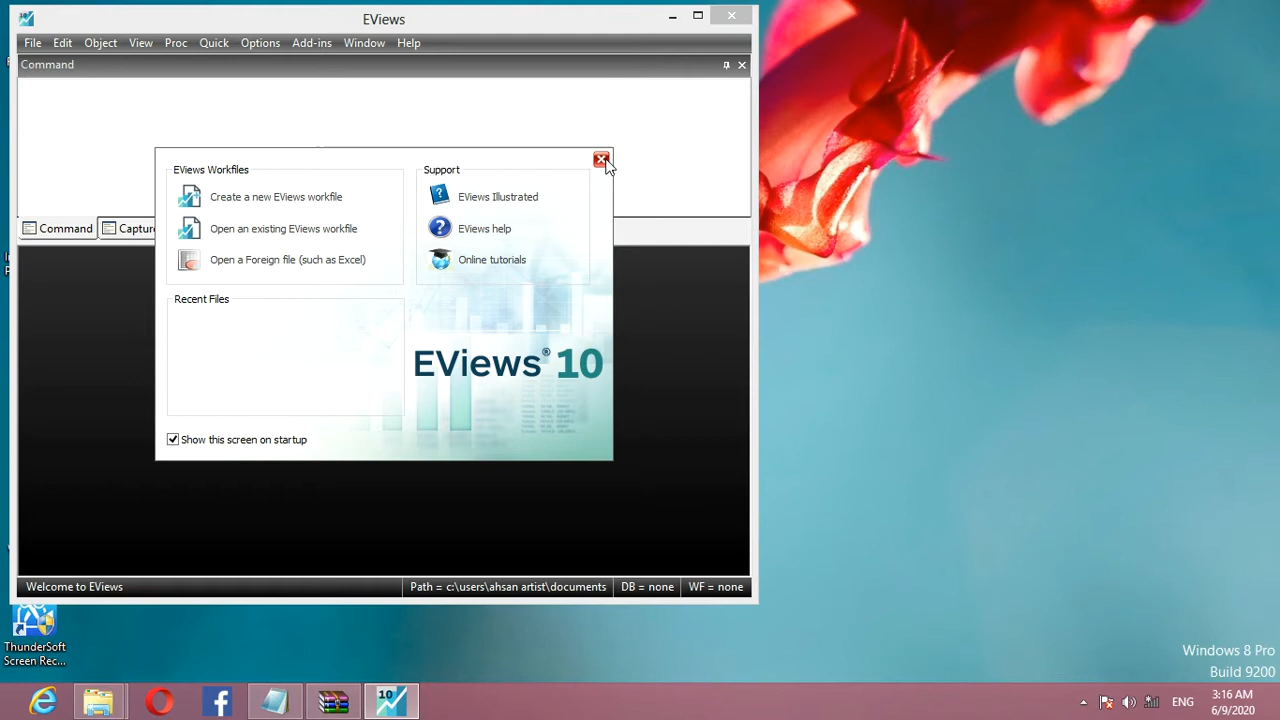 EViews
File Edit Object View Proc Quick Options Add-ins Window Help
Command
EViews Workfiles
Create a new EViews workfile
Open an existing EViews workfile
Open a Foreign file (such as Excel)
Support
EViews Illustrated
EViews help
Online tutorials
Command
Captur
Recent Files
EViews® 10
Show this screen on startup
Welcome to EViews
Path = c:\users\ahsan artist\documents
DB = none
WF = none
ThunderSoft
Screen Rec...
Windows 8 Pro
Build 9200
10
ENG
3:16 AM
6/9/2020